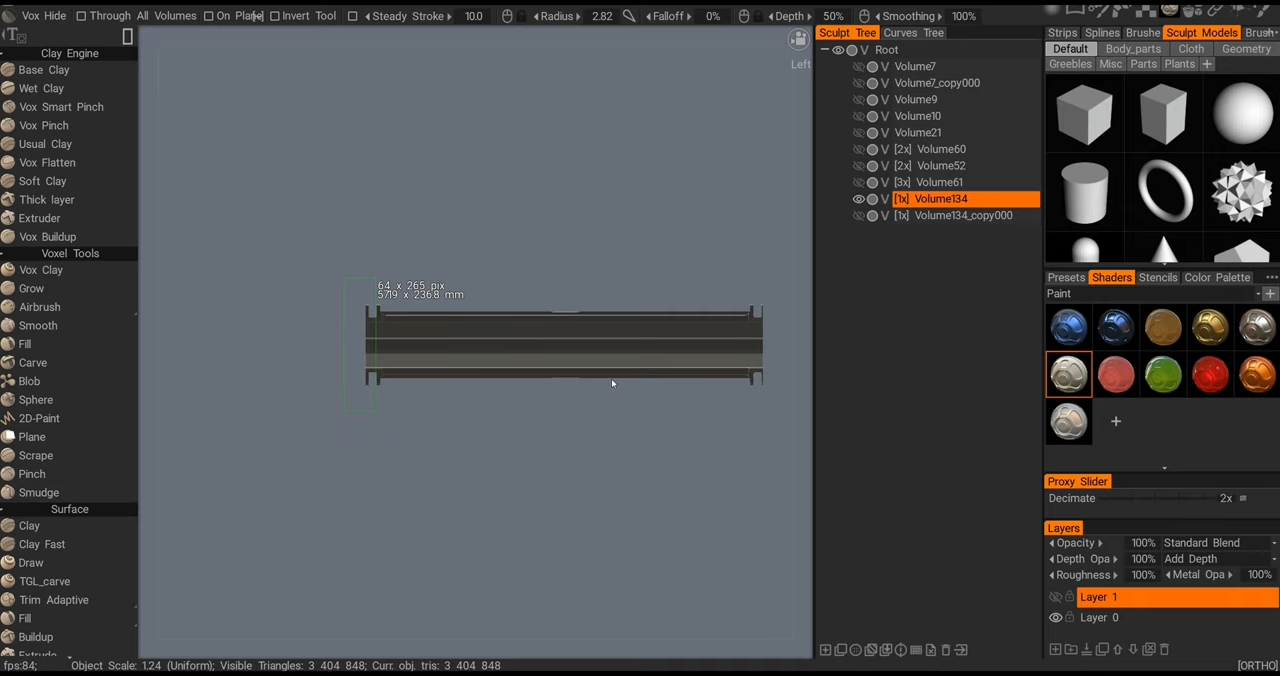 Vox Hide Through All Volumes On Plane Invert Tool Steady Stroke 10.0 Radius 2.82 Falloff 0% Depth 50% Smoothing 100%
Clay Engine
Base Clay
Wet Clay
Vox Smart Pinch
Vox Pinch
Usual Clay
Vox Flatten
Soft Clay
Thick layer
Extruder
Vox Buildup
Voxel Tools
Vox Clay
Grow
Airbrush
Smooth
Fill
Carve
Blob
Sphere
2D-Paint
Plane
Scrape
Pinch
Smudge
Surface
Clay
Clay Fast
Draw
TGL_carve
Trim Adaptive
Fill
Buildup
Left
64 x 265 pix
57.19 x 236.8 mm
Sculpt Tree Curves Tree
Root
V Volume7
V Volume7_copy000
V Volume9
V Volume10
V Volume21
V [2x] Volume60
V [2x] Volume52
V [3x] Volume61
V [1x] Volume134
V [1x] Volume134_copy000
Strips Splines Brushe Sculpt Models Brush
Default Body_parts Cloth Geometry
Greebles Misc Parts Plants +
Presets Shaders Stencils Color Palette
Paint
Proxy Slider
Decimate 2x
Layers
Opacity 100% Standard Blend
Depth Opa 100% Add Depth
Roughness 100% Metal Opa 100%
Layer 1
Layer 0
fps:84; Object Scale: 1.24 (Uniform); Visible Triangles: 3 404 848; Curr. obj. tris: 3 404 848
[ORTHO]